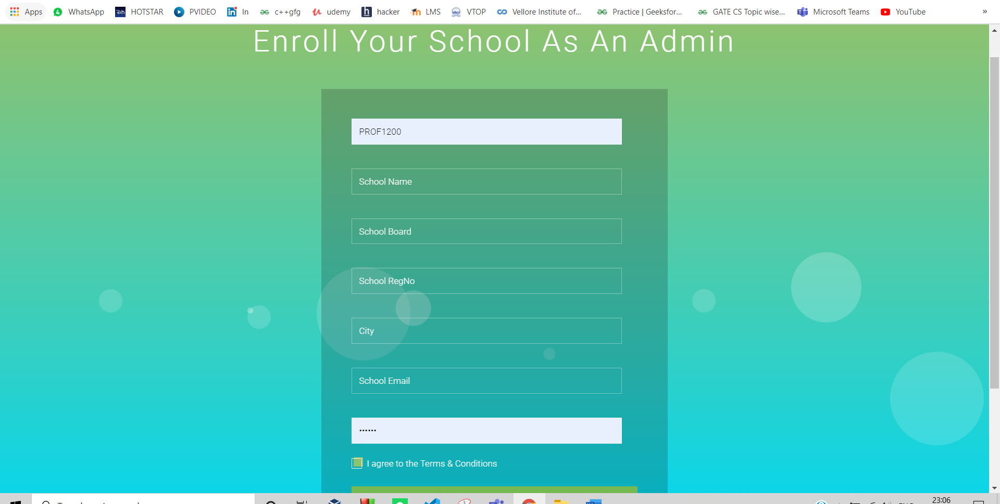 Apps WhatsApp HOTSTAR PVIDEO In c++gfg udemy hacker LMS VTOP Vellore Institute of... Practice | Geeksfor... GATE CS Topic wise... Microsoft Teams YouTube »
Enroll Your School As An Admin
PROF1200
School Name
School Board
School RegNo
City
School Email
••••••
I agree to the Terms & Conditions
23:06